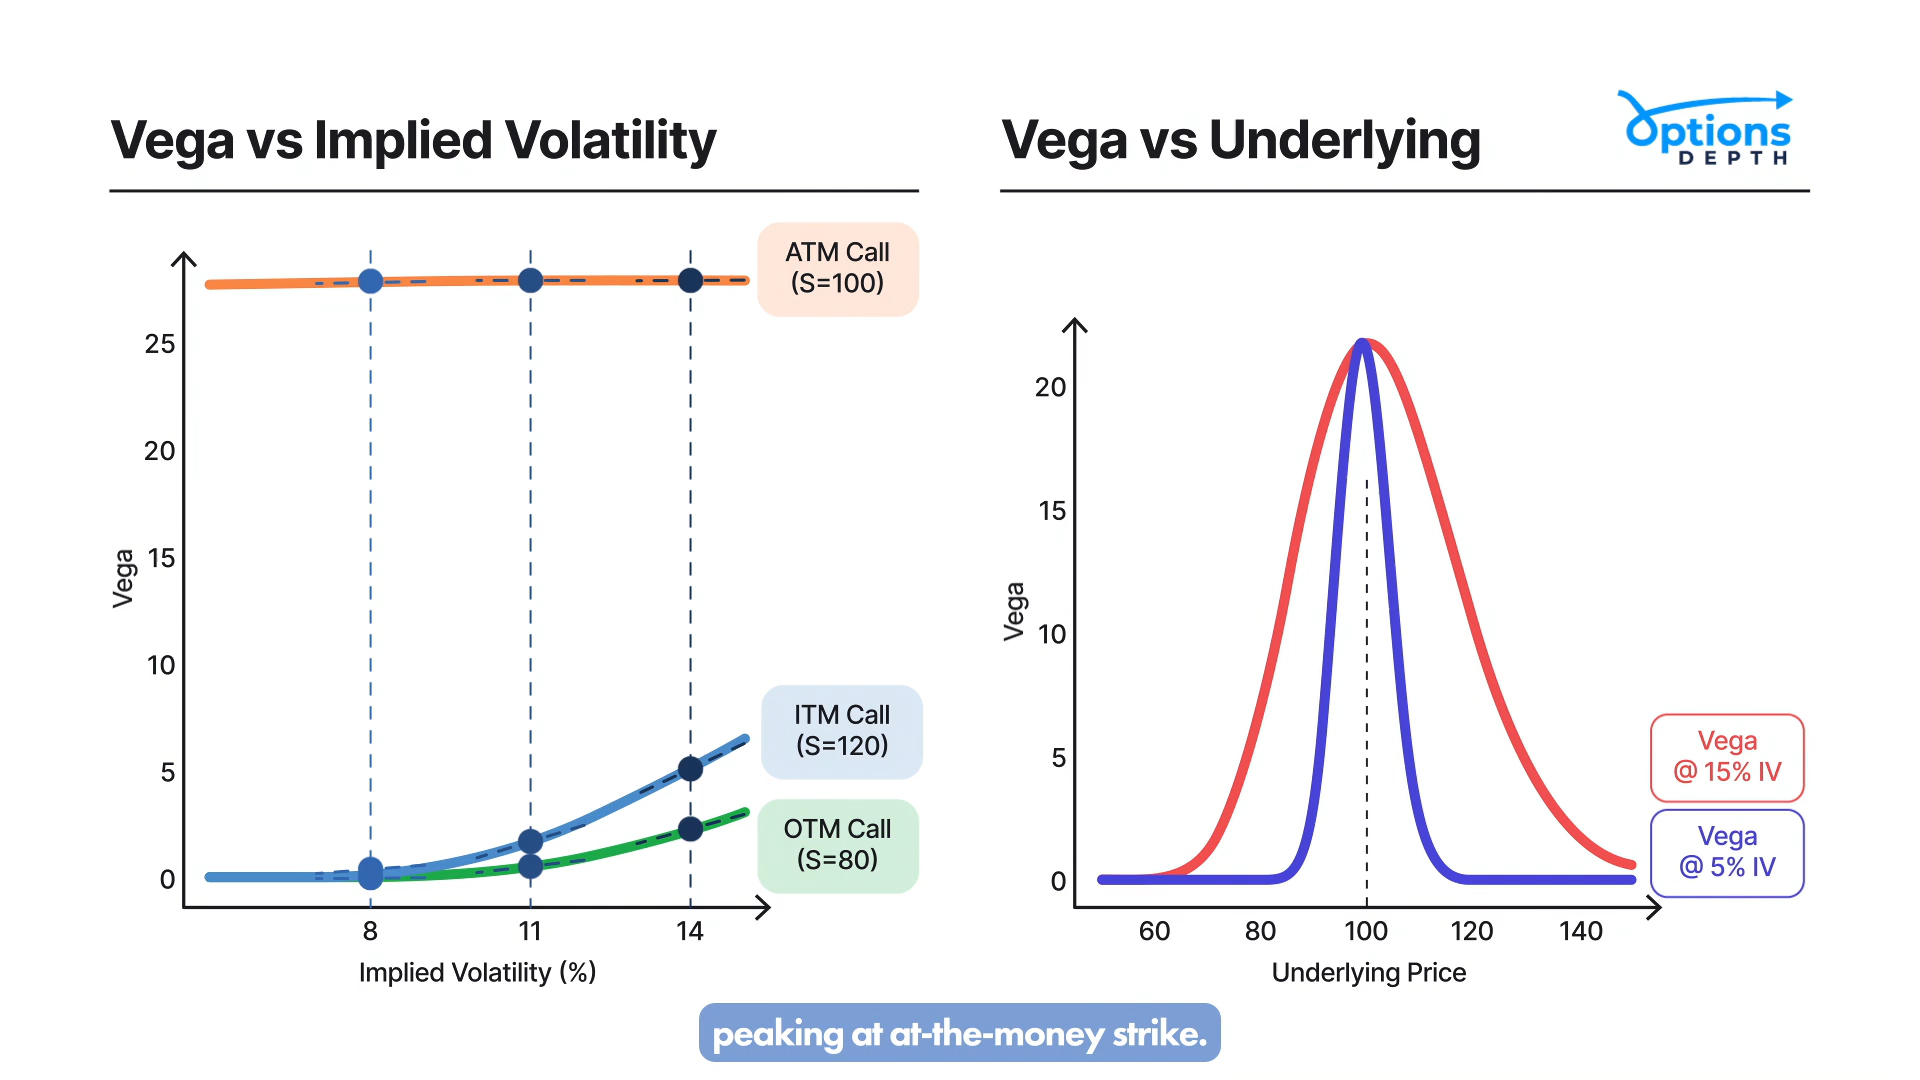 Vega vs Implied Volatility
Vega
25
20
15
10
5
0
8
11
14
Implied Volatility (%)
ATM Call
(S=100)
ITM Call
(S=120)
OTM Call
(S=80)
Vega vs Underlying
Options
DEPTH
Vega
20
15
10
5
0
60
80
100
120
140
Underlying Price
Vega
@ 15% IV
Vega
@ 5% IV
peaking at at-the-money strike.